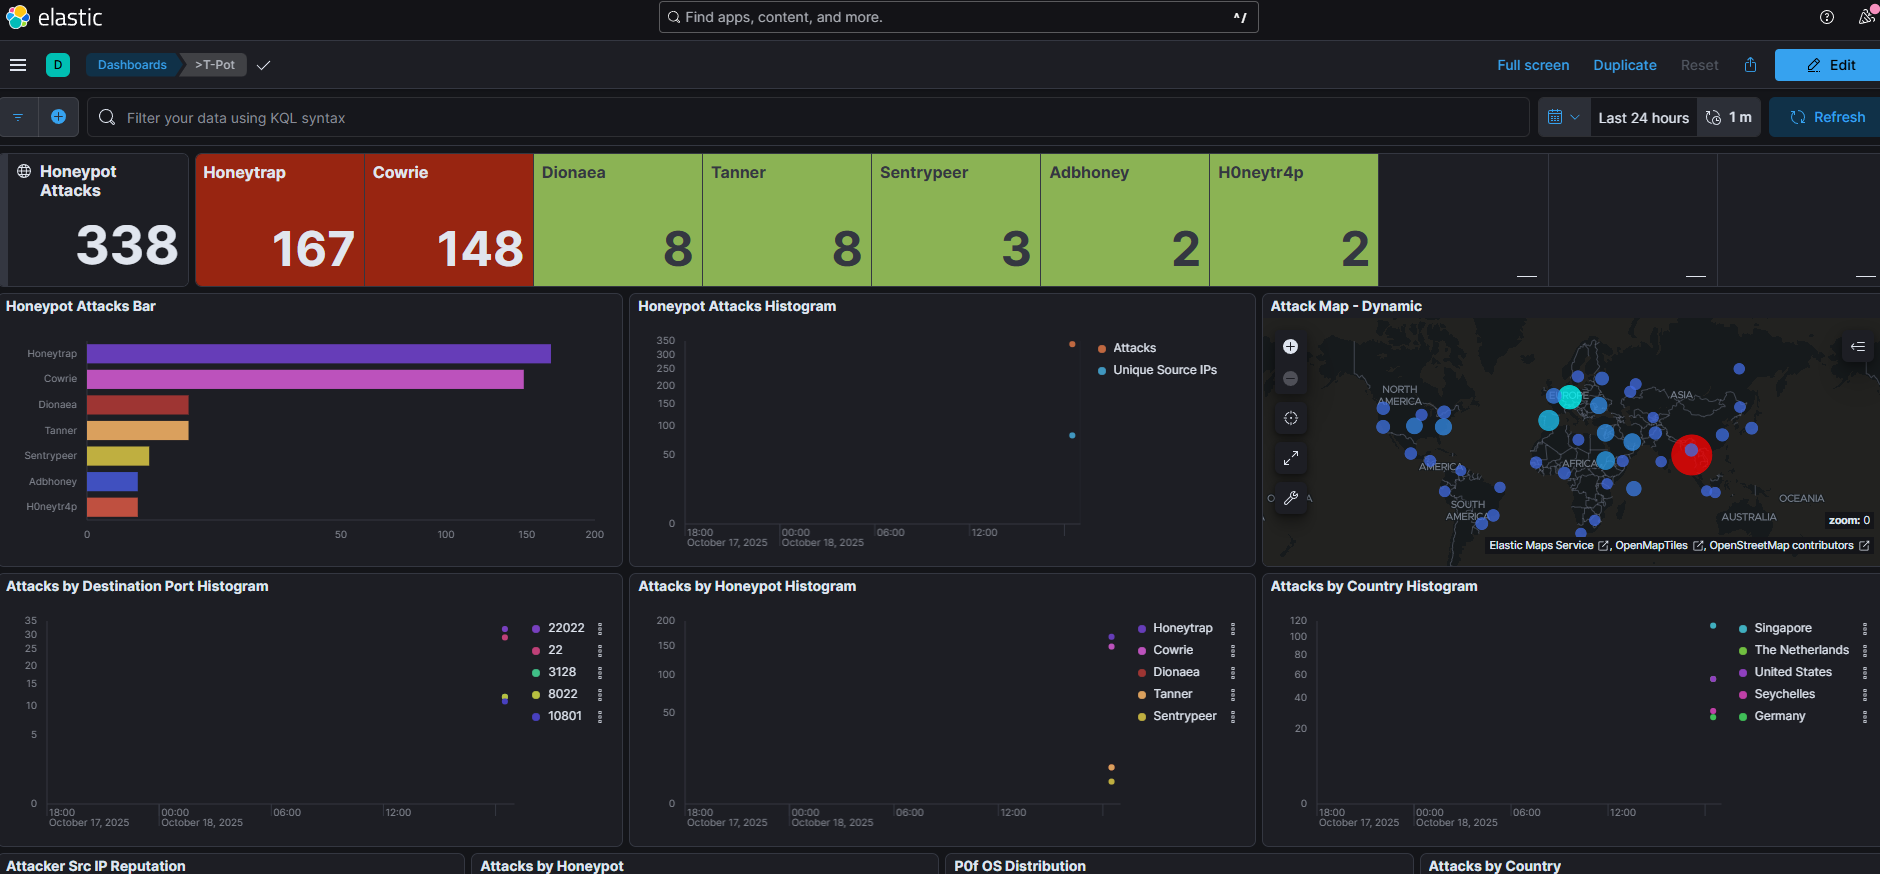 elastic
Find apps, content, and more.
^/
D
Dashboards
>T-Pot
Full screen
Duplicate
Reset
Edit
Filter your data using KQL syntax
Last 24 hours
1 m
Refresh
Honeypot
Attacks
338
Honeytrap
167
Cowrie
148
Dionaea
8
Tanner
8
Sentrypeer
3
Adbhoney
2
H0neytr4p
2
Honeypot Attacks Bar
Honeytrap
Cowrie
Dionaea
Tanner
Sentrypeer
Adbhoney
H0neytr4p
0 50 100 150 200
Honeypot Attacks Histogram
350
300
250
200
150
100
50
0
18:00 00:00 06:00 12:00
October 17, 2025 October 18, 2025
Attacks
Unique Source IPs
Attack Map - Dynamic
NORTH
AMERICA
EUROPE
ASIA
AMERICA
AFRICA
SOUTH
AMERICA
OCEANIA
AUSTRALIA
zoom: 0
Elastic Maps Service , OpenMapTiles , OpenStreetMap contributors
Attacks by Destination Port Histogram
35
30
25
20
15
10
5
0
18:00 00:00 06:00 12:00
October 17, 2025 October 18, 2025
22022
22
3128
8022
10801
Attacks by Honeypot Histogram
200
150
100
50
0
18:00 00:00 06:00 12:00
October 17, 2025 October 18, 2025
Honeytrap
Cowrie
Dionaea
Tanner
Sentrypeer
Attacks by Country Histogram
120
100
80
60
40
20
0
18:00 00:00 06:00 12:00
October 17, 2025 October 18, 2025
Singapore
The Netherlands
United States
Seychelles
Germany
Attacker Src IP Reputation
Attacks by Honeypot
P0f OS Distribution
Attacks by Country